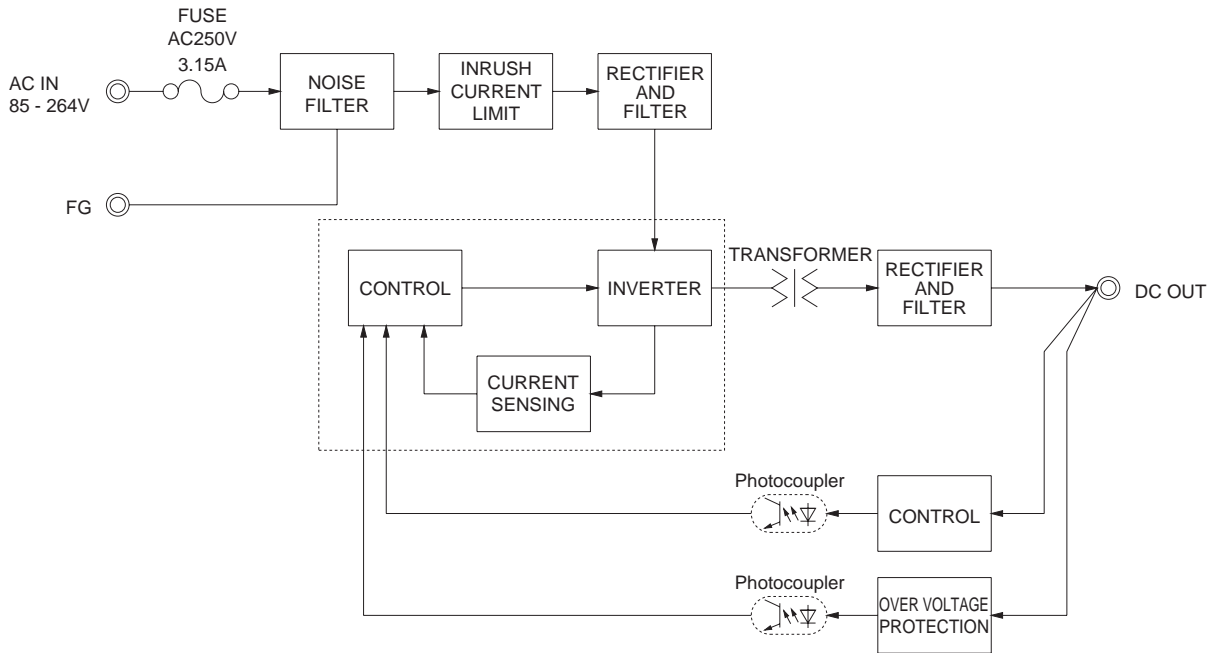 FUSE
AC250V
3.15A
AC IN
85 - 264V
NOISE
FILTER
INRUSH
CURRENT
LIMIT
RECTIFIER
AND
FILTER
FG
CONTROL
INVERTER
TRANSFORMER
RECTIFIER
AND
FILTER
DC OUT
CURRENT
SENSING
Photocoupler
CONTROL
Photocoupler
OVER VOLTAGE
PROTECTION